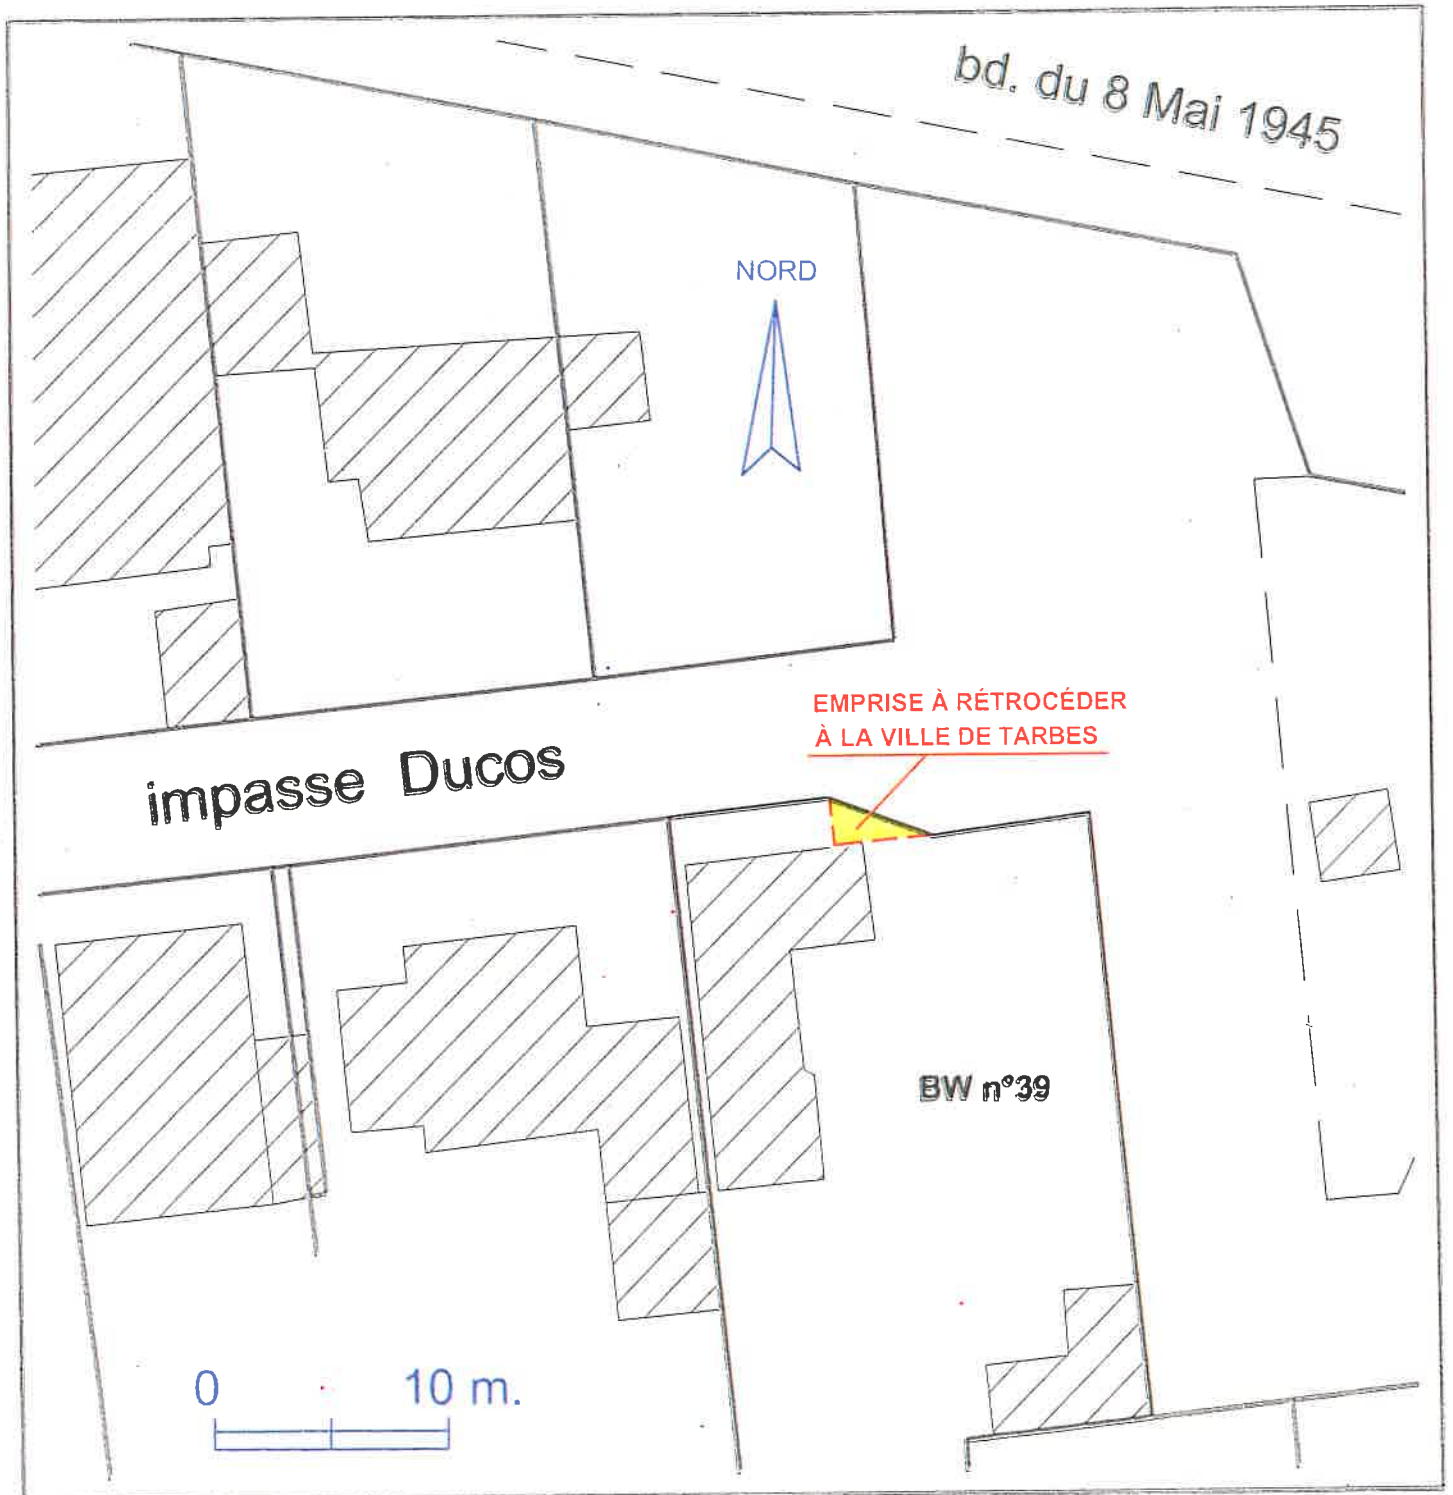 bd. du 8 Mai 1945
NORD
EMPRISE À RÉTROCÉDER
À LA VILLE DE TARBES
impasse Ducos
BW n°39
0 10 m.